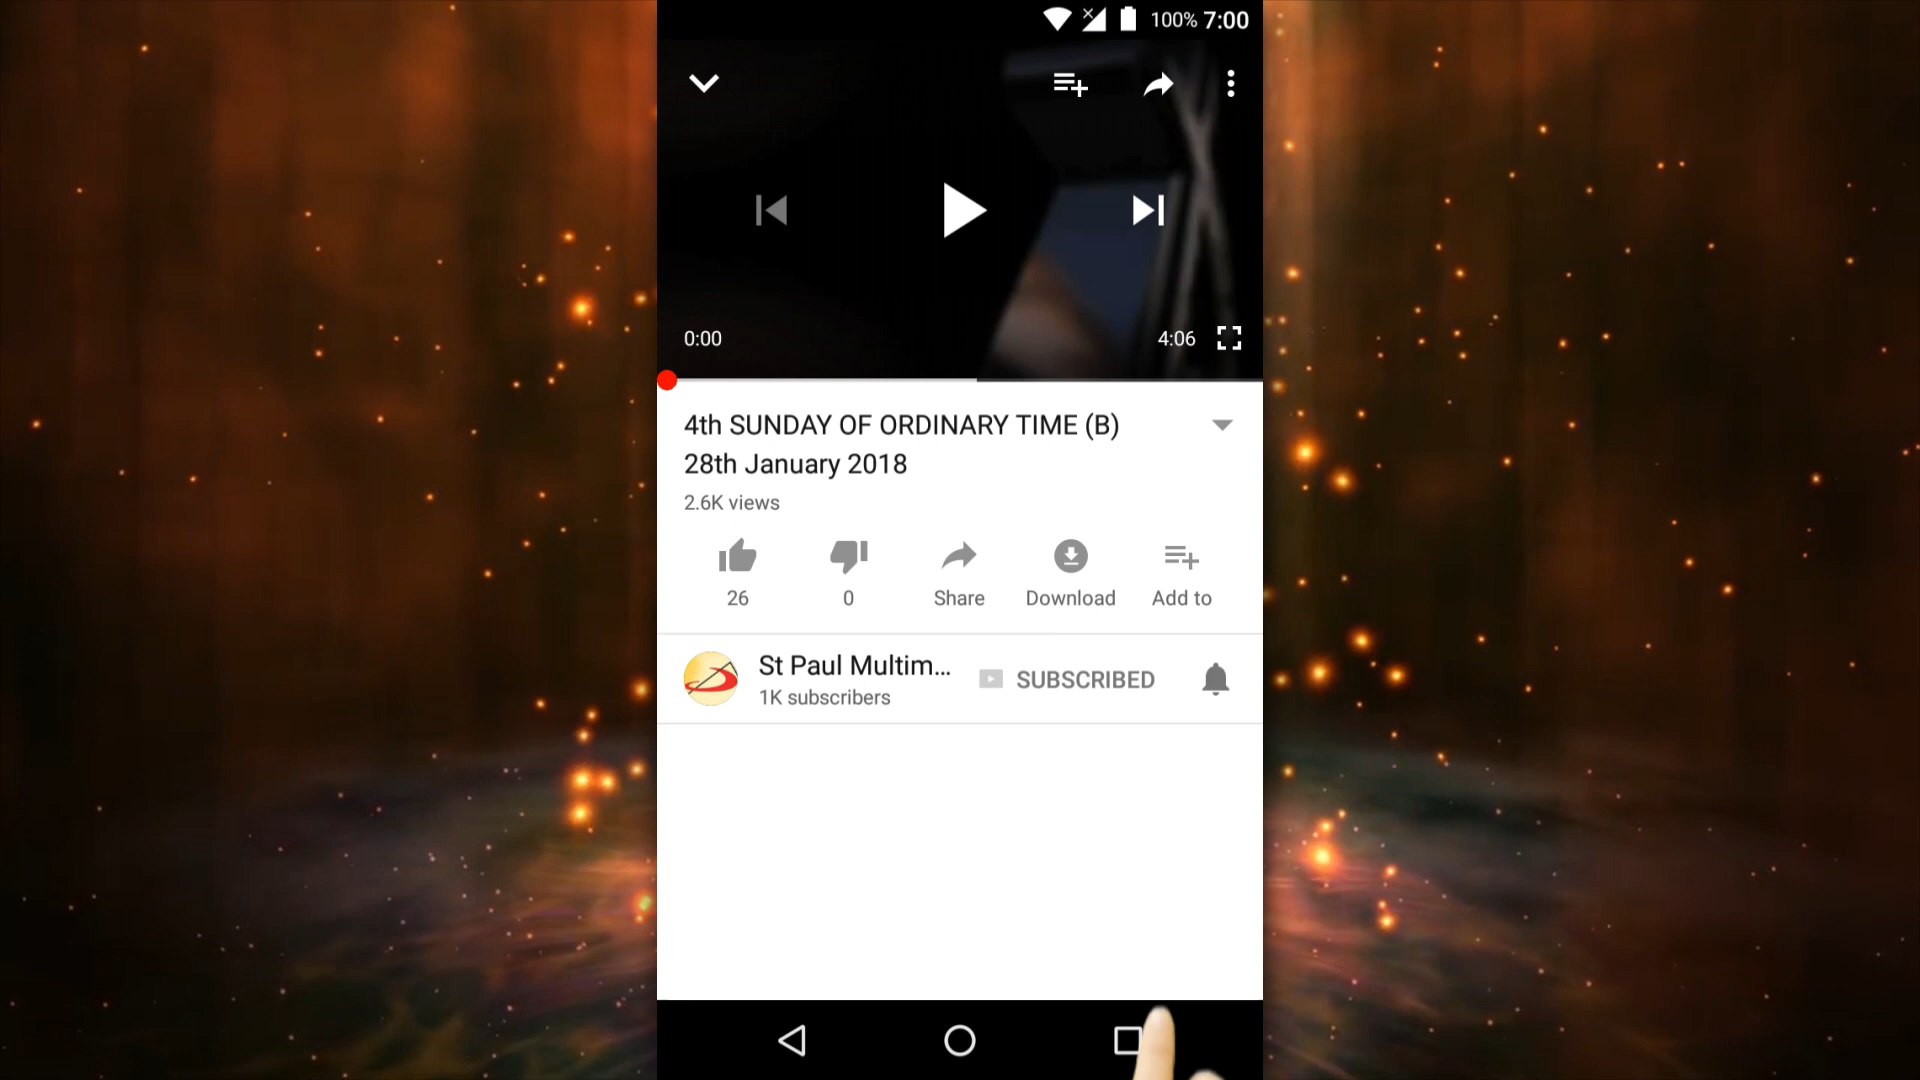 100% 7:00
0:00
4:06
4th SUNDAY OF ORDINARY TIME (B)
28th January 2018
2.6K views
26
0
Share
Download
Add to
St Paul Multim...
SUBSCRIBED
1K subscribers